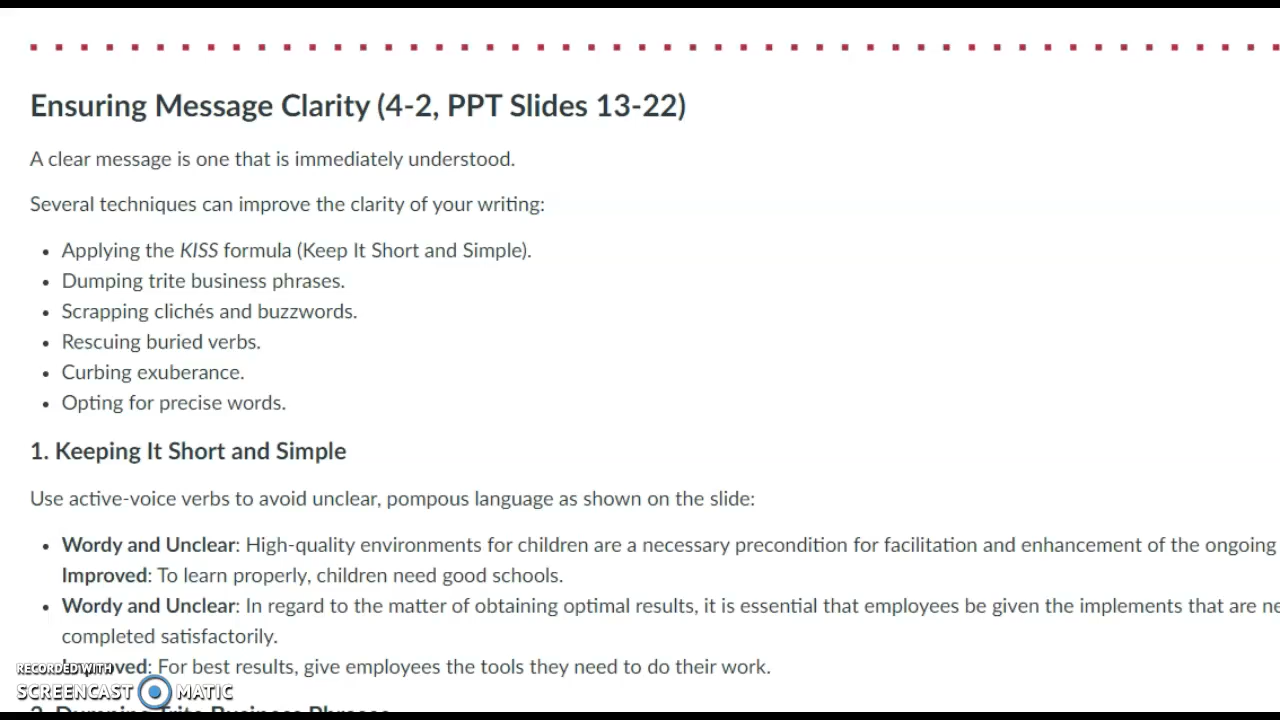 Ensuring Message Clarity (4-2, PPT Slides 13-22)
A clear message is one that is immediately understood.
Several techniques can improve the clarity of your writing:
• Applying the KISS formula (Keep It Short and Simple).
• Dumping trite business phrases.
• Scrapping clichés and buzzwords.
• Rescuing buried verbs.
• Curbing exuberance.
• Opting for precise words.
1. Keeping It Short and Simple
Use active-voice verbs to avoid unclear, pompous language as shown on the slide:
• Wordy and Unclear: High-quality environments for children are a necessary precondition for facilitation and enhancement of the ongoing
Improved: To learn properly, children need good schools.
• Wordy and Unclear: In regard to the matter of obtaining optimal results, it is essential that employees be given the implements that are
completed satisfactorily.
Improved: For best results, give employees the tools they need to do their work.
RECORDED WITH
SCREENCAST MATIC
2. Dumping Trite Business Phrases